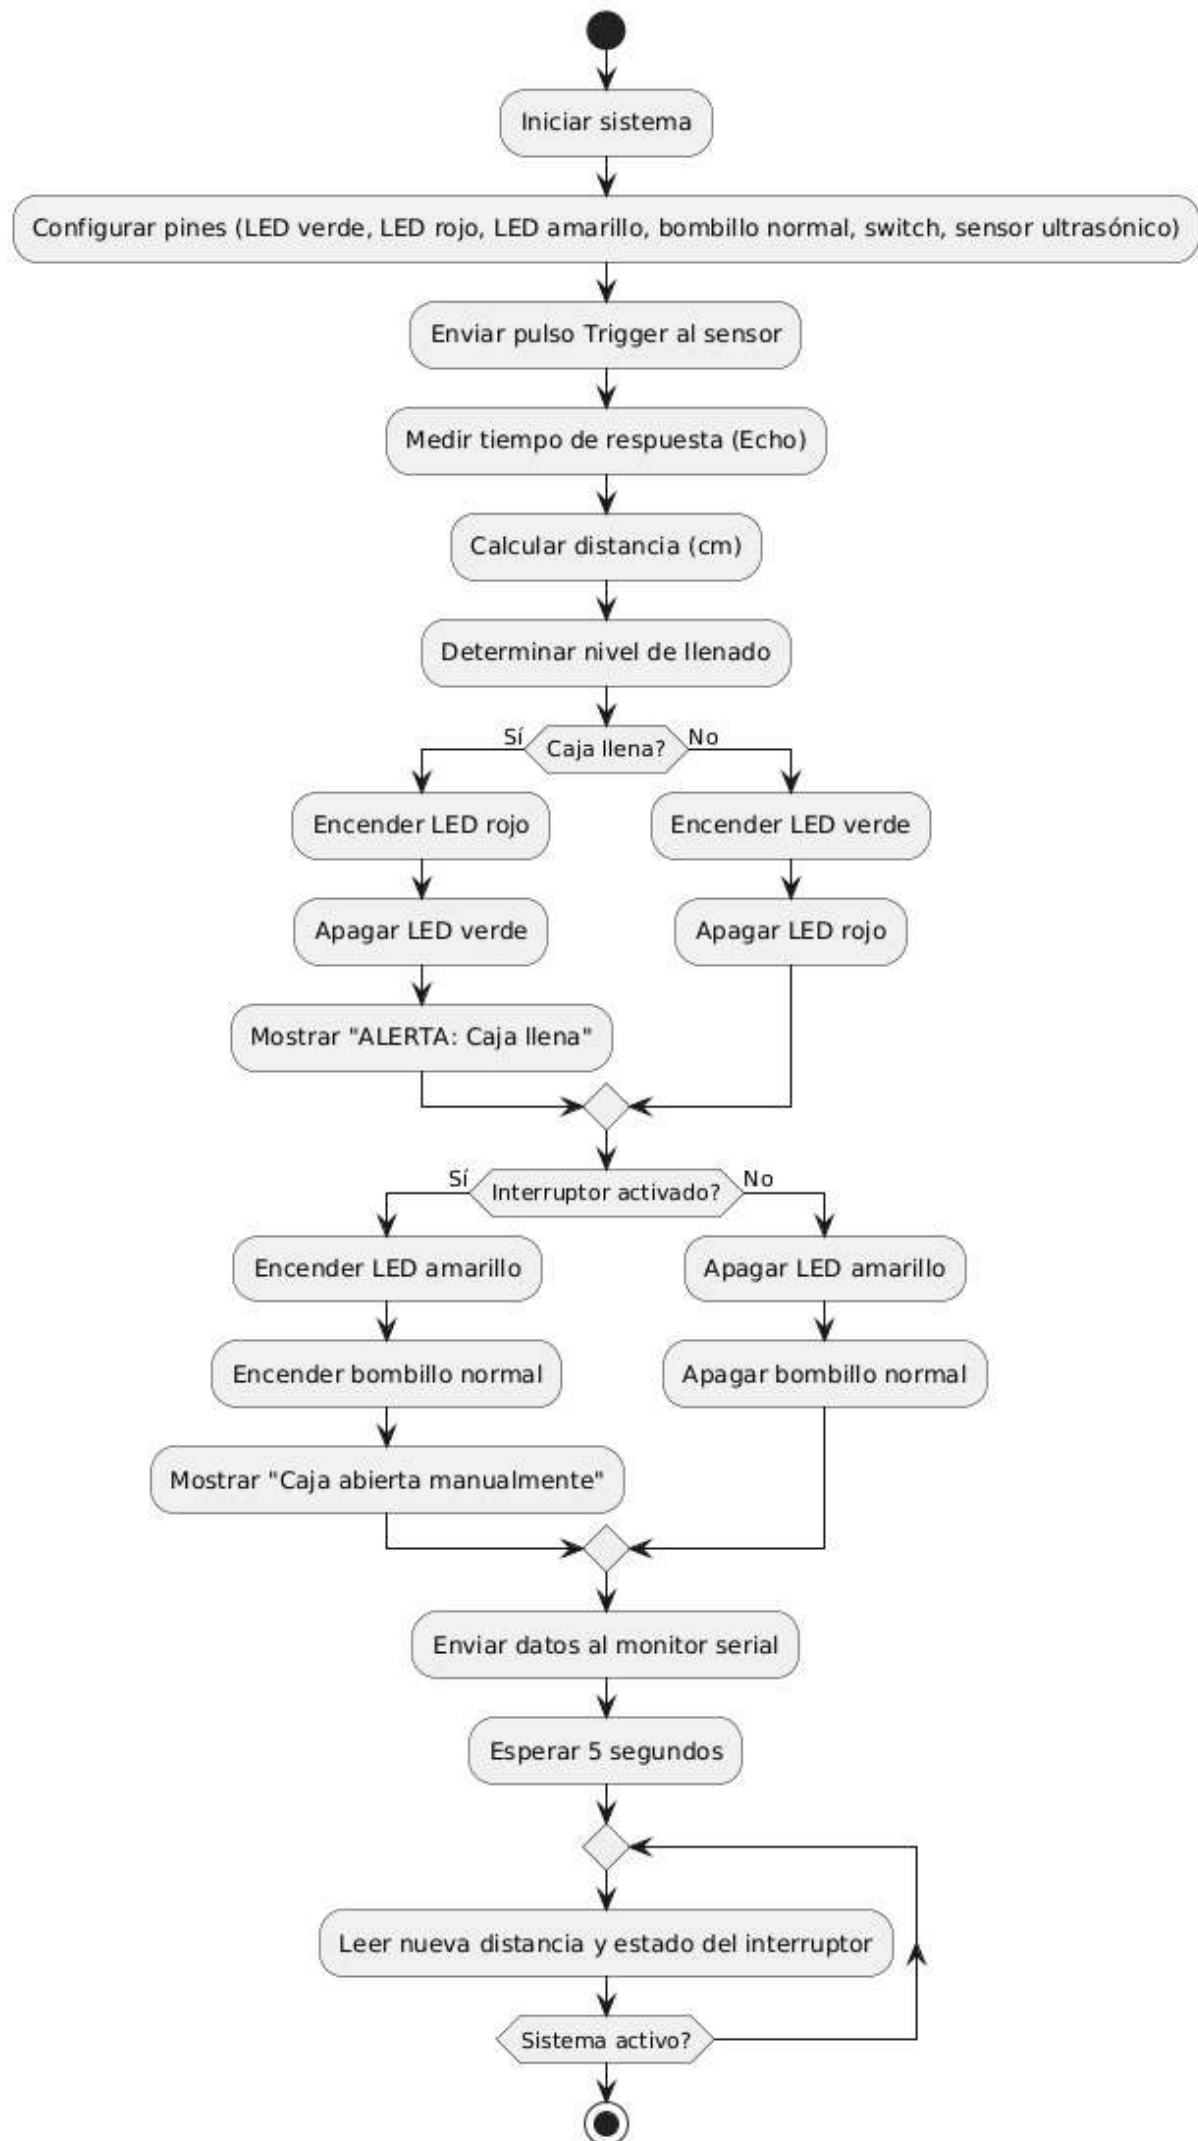 Iniciar sistema
Configurar pines (LED verde, LED rojo, LED amarillo, bombillo normal, switch, sensor ultrasónico)
Enviar pulso Trigger al sensor
Medir tiempo de respuesta (Echo)
Calcular distancia (cm)
Determinar nivel de llenado
Sí
Caja llena?
No
Encender LED rojo
Encender LED verde
Apagar LED verde
Apagar LED rojo
Mostrar "ALERTA: Caja llena"
Sí
Interruptor activado?
No
Encender LED amarillo
Apagar LED amarillo
Encender bombillo normal
Apagar bombillo normal
Mostrar "Caja abierta manualmente"
Enviar datos al monitor serial
Esperar 5 segundos
Leer nueva distancia y estado del interruptor
Sistema activo?